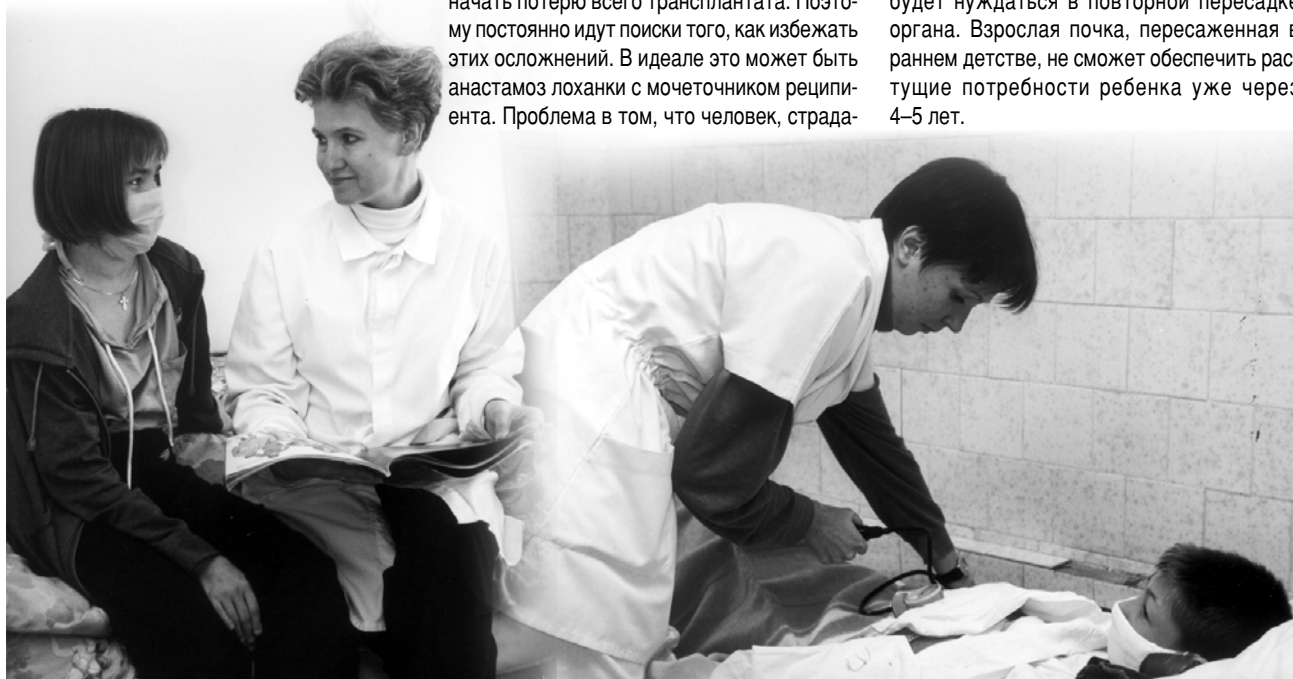 начать потерю всего трансплантата. Поэто-
му постоянно идут поиски того, как избежать
этих осложнений. В идеале это может быть
анастамоз лоханки с мочеточником реципи-
ента. Проблема в том, что человек, страда-
будет нуждаться в повторной пересадке
органа. Взрослая почка, пересаженная в
раннем детстве, не сможет обеспечить рас-
тущие потребности ребенка уже через
4–5 лет.